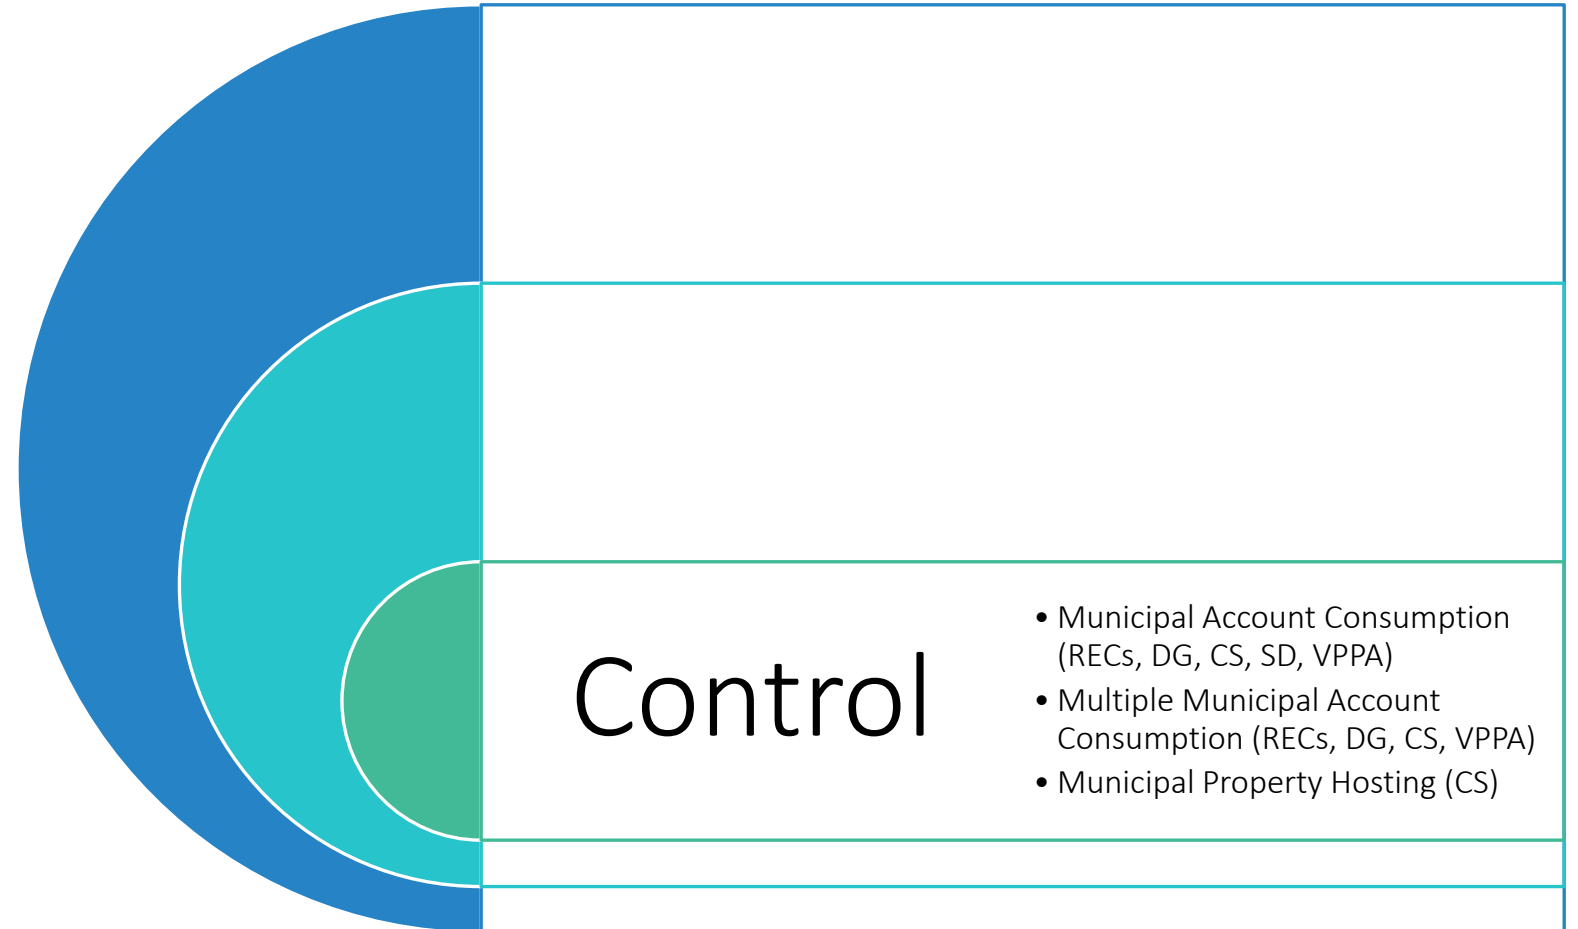 Control
• Municipal Account Consumption
(RECs, DG, CS, SD, VPPA)
• Multiple Municipal Account
Consumption (RECs, DG, CS, VPPA)
• Municipal Property Hosting (CS)